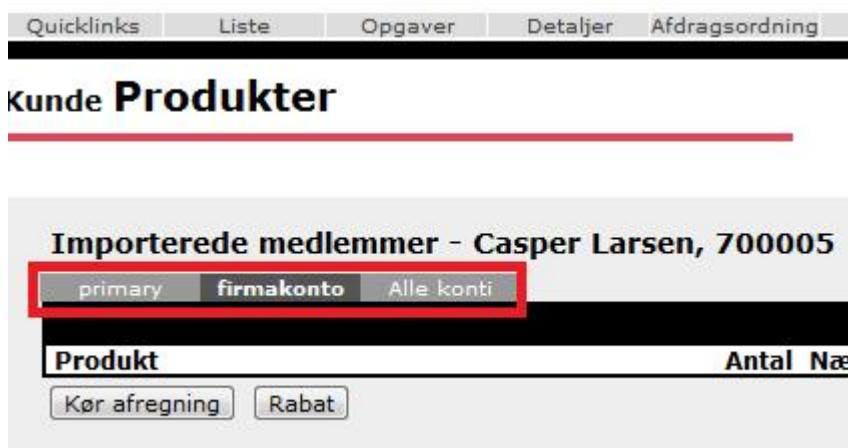 Quicklinks Liste Opgaver Detaljer Afdragsordning
Kunde Produkter
Importerede medlemmer - Casper Larsen, 700005
primary firmakonto Alle konti
Produkt Antal Næ
Kør afregning Rabat